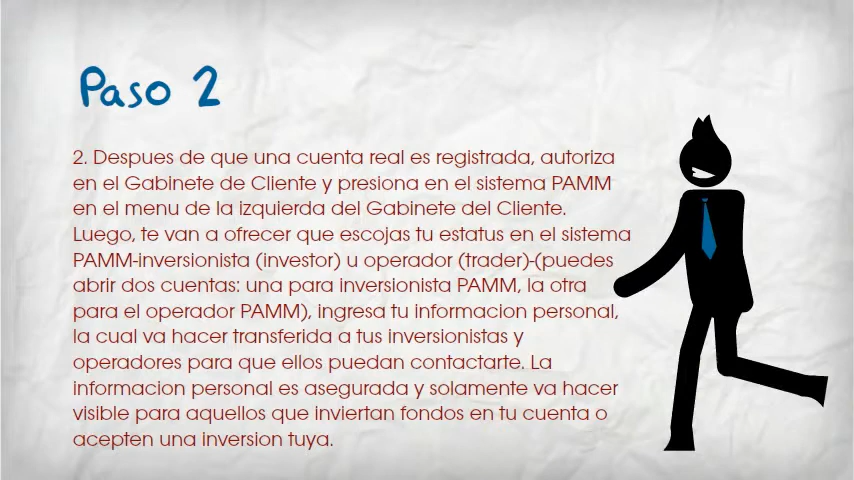 Paso 2
2. Despues de que una cuenta real es registrada, autoriza
en el Gabinete de Cliente y presiona en el sistema PAMM
en el menu de la izquierda del Gabinete del Cliente.
Luego, te van a ofrecer que escojas tu estatus en el sistema
PAMM-inversionista (investor) u operador (trader)-(puedes
abrir dos cuentas: una para inversionista PAMM, la otra
para el operador PAMM), ingresa tu informacion personal,
la cual va hacer transferida a tus inversionistas y
operadores para que ellos puedan contactarte. La
informacion personal es asegurada y solamente va hacer
visible para aquellos que inviertan fondos en tu cuenta o
acepten una inversion tuya.